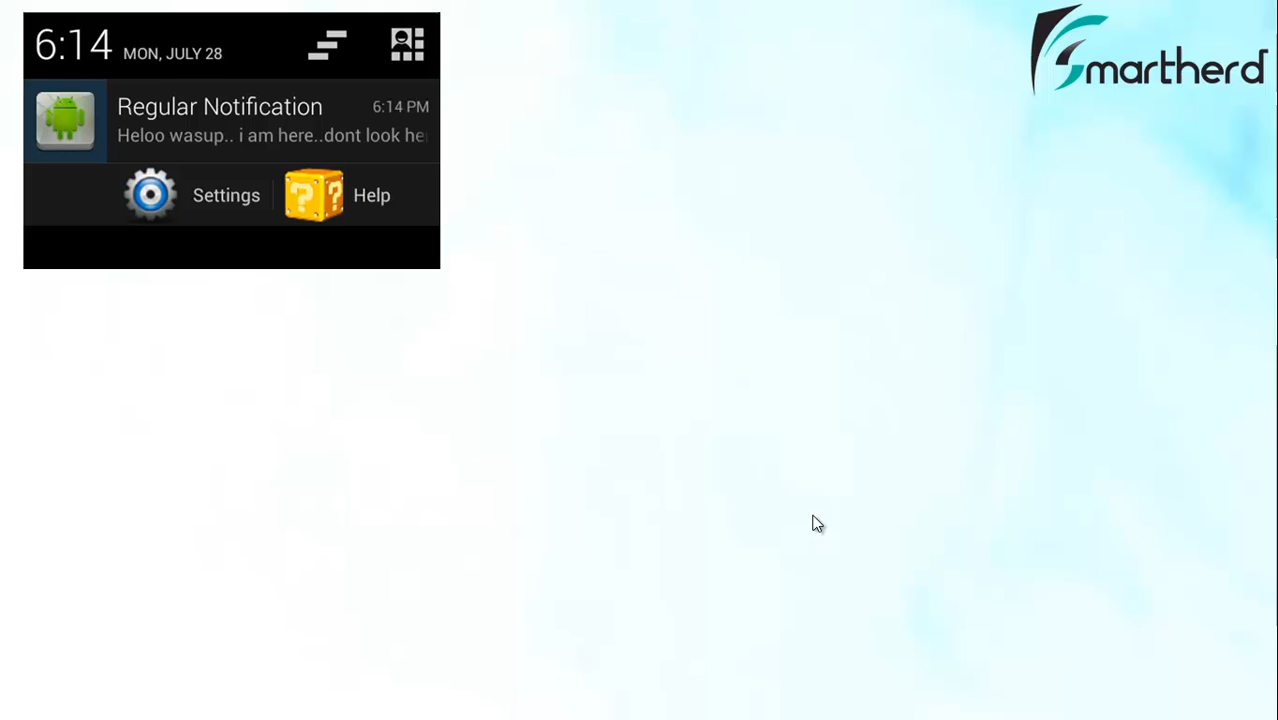 6:14 MON, JULY 28
Smartherd
Regular Notification 6:14 PM
Heloo wasup.. i am here..dont look he
Settings Help